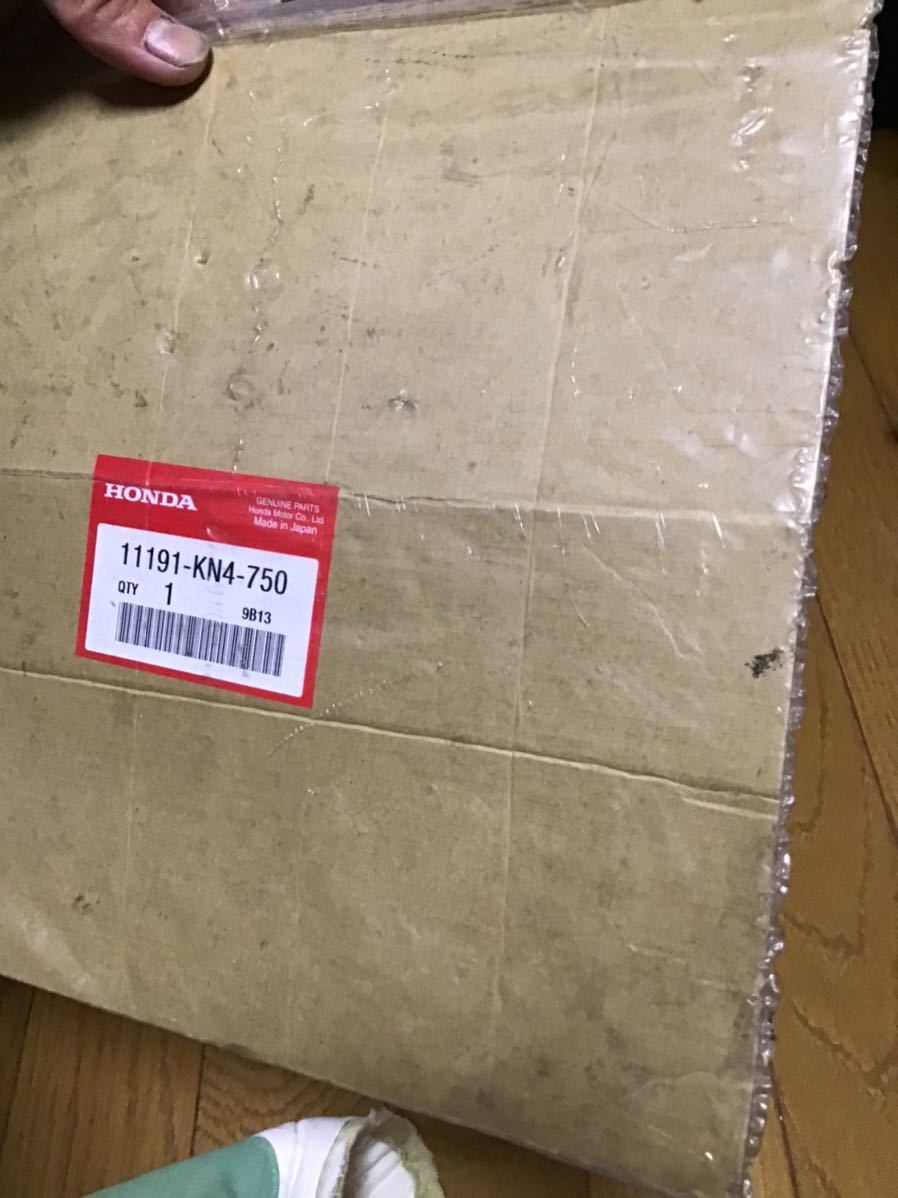 HONDA
GENUINE PARTS
Honda Motor Co., Ltd.
Made in Japan
11191-KN4-750
QTY 1
9B13